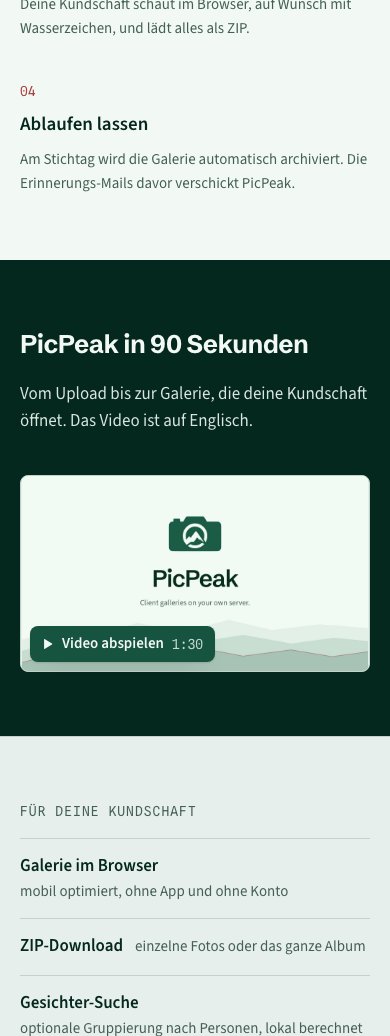 Deine Kundschaft schaut im Browser, auf Wunsch mit
Wasserzeichen, und lädt alles als ZIP.
04
Ablaufen lassen
Am Stichtag wird die Galerie automatisch archiviert. Die
Erinnerungs-Mails davor verschickt PicPeak.
PicPeak in 90 Sekunden
Vom Upload bis zur Galerie, die deine Kundschaft
öffnet. Das Video ist auf Englisch.
PicPeak
Client galleries on your own server.
Video abspielen 1:30
FÜR DEINE KUNDSCHAFT
Galerie im Browser
mobil optimiert, ohne App und ohne Konto
ZIP-Download einzelne Fotos oder das ganze Album
Gesichter-Suche
optionale Gruppierung nach Personen, lokal berechnet